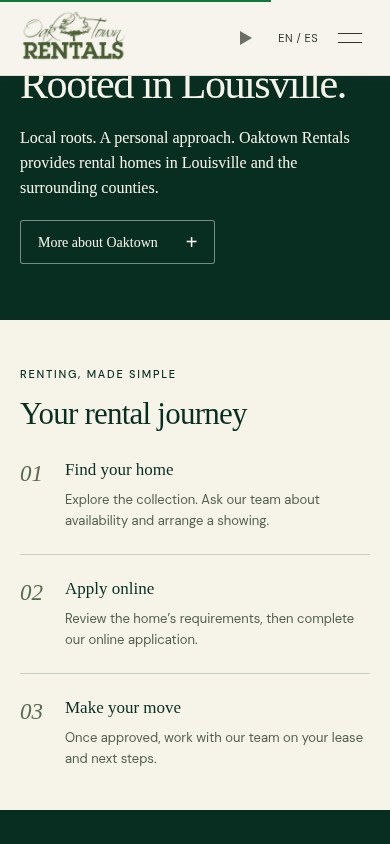 Oak Town
RENTALS
EN / ES
Rooted in Louisville.
Local roots. A personal approach. Oaktown Rentals
provides rental homes in Louisville and the
surrounding counties.
More about Oaktown +
RENTING, MADE SIMPLE
Your rental journey
01 Find your home
Explore the collection. Ask our team about
availability and arrange a showing.
02 Apply online
Review the home’s requirements, then complete
our online application.
03 Make your move
Once approved, work with our team on your lease
and next steps.